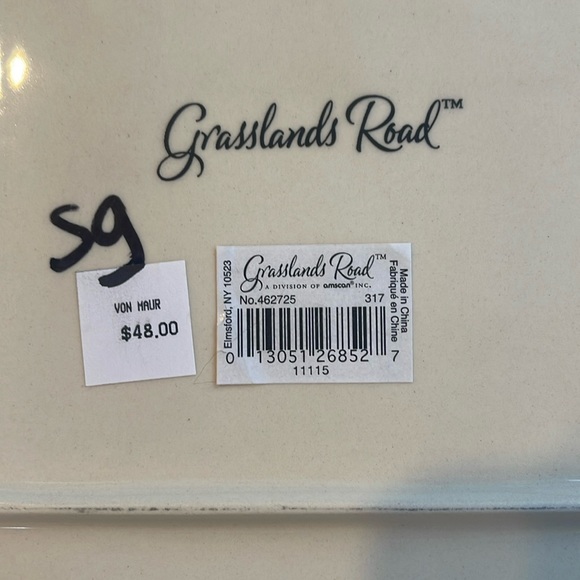 Grasslands Road™
sg
VON MAUR
$48.00
Elmsford, NY 10523
Grasslands Road™
A DIVISION OF amscan® INC.
No.462725 317
0 13051 26852 7
11115
Made in China
Fabriqué en Chine